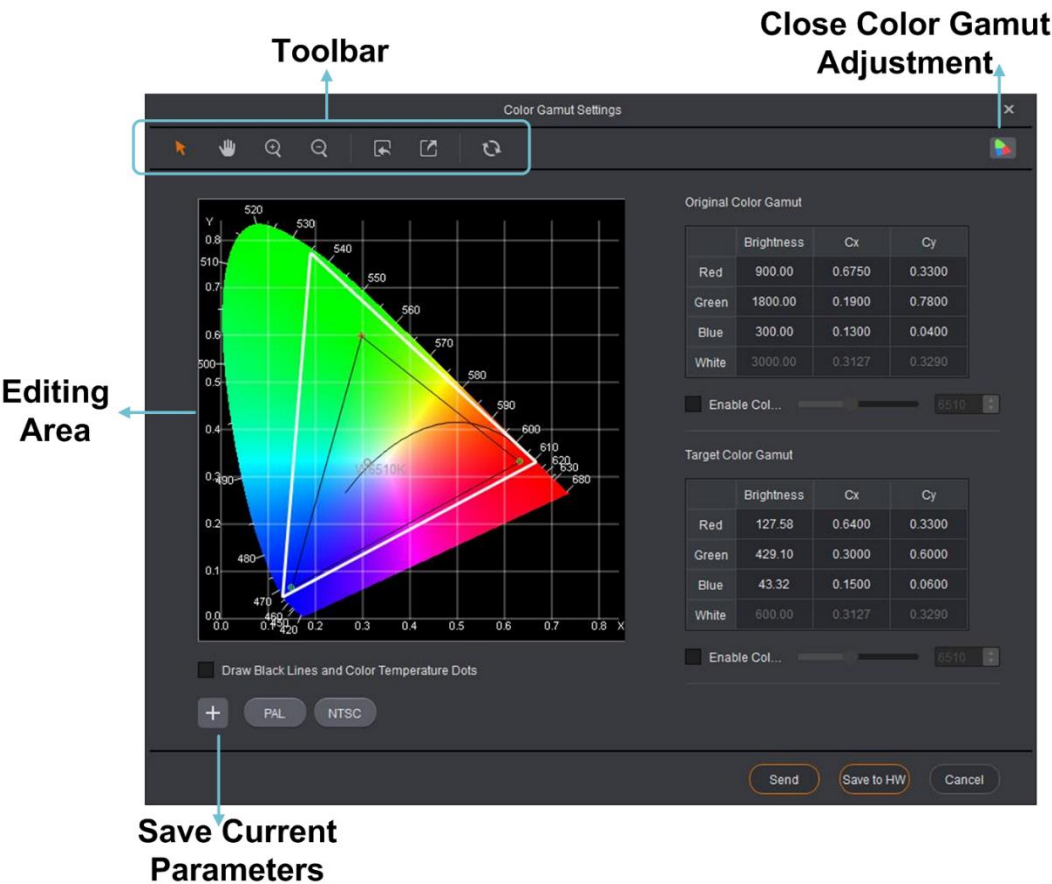 Close Color Gamut
Adjustment
Toolbar
Color Gamut Settings
Editing
Area
Y
0.8
0.7
0.6
0.5
0.4
0.3
0.2
0.1
0.0
0.0 0.1 0.2 0.3 0.4 0.5 0.6 0.7 0.8 X
520
530
540
510
550
560
570
500
580
590
600
610
620
630
680
490
480
470
460
450
420
W6510K
Draw Black Lines and Color Temperature Dots
+ PAL NTSC
Original Color Gamut
Brightness Cx Cy
Red 900.00 0.6750 0.3300
Green 1800.00 0.1900 0.7800
Blue 300.00 0.1300 0.0400
White 3000.00 0.3127 0.3290
Enable Col... 6510
Target Color Gamut
Brightness Cx Cy
Red 127.58 0.6400 0.3300
Green 429.10 0.3000 0.6000
Blue 43.32 0.1500 0.0600
White 600.00 0.3127 0.3290
Enable Col... 6510
Send Save to HW Cancel
Save Current
Parameters